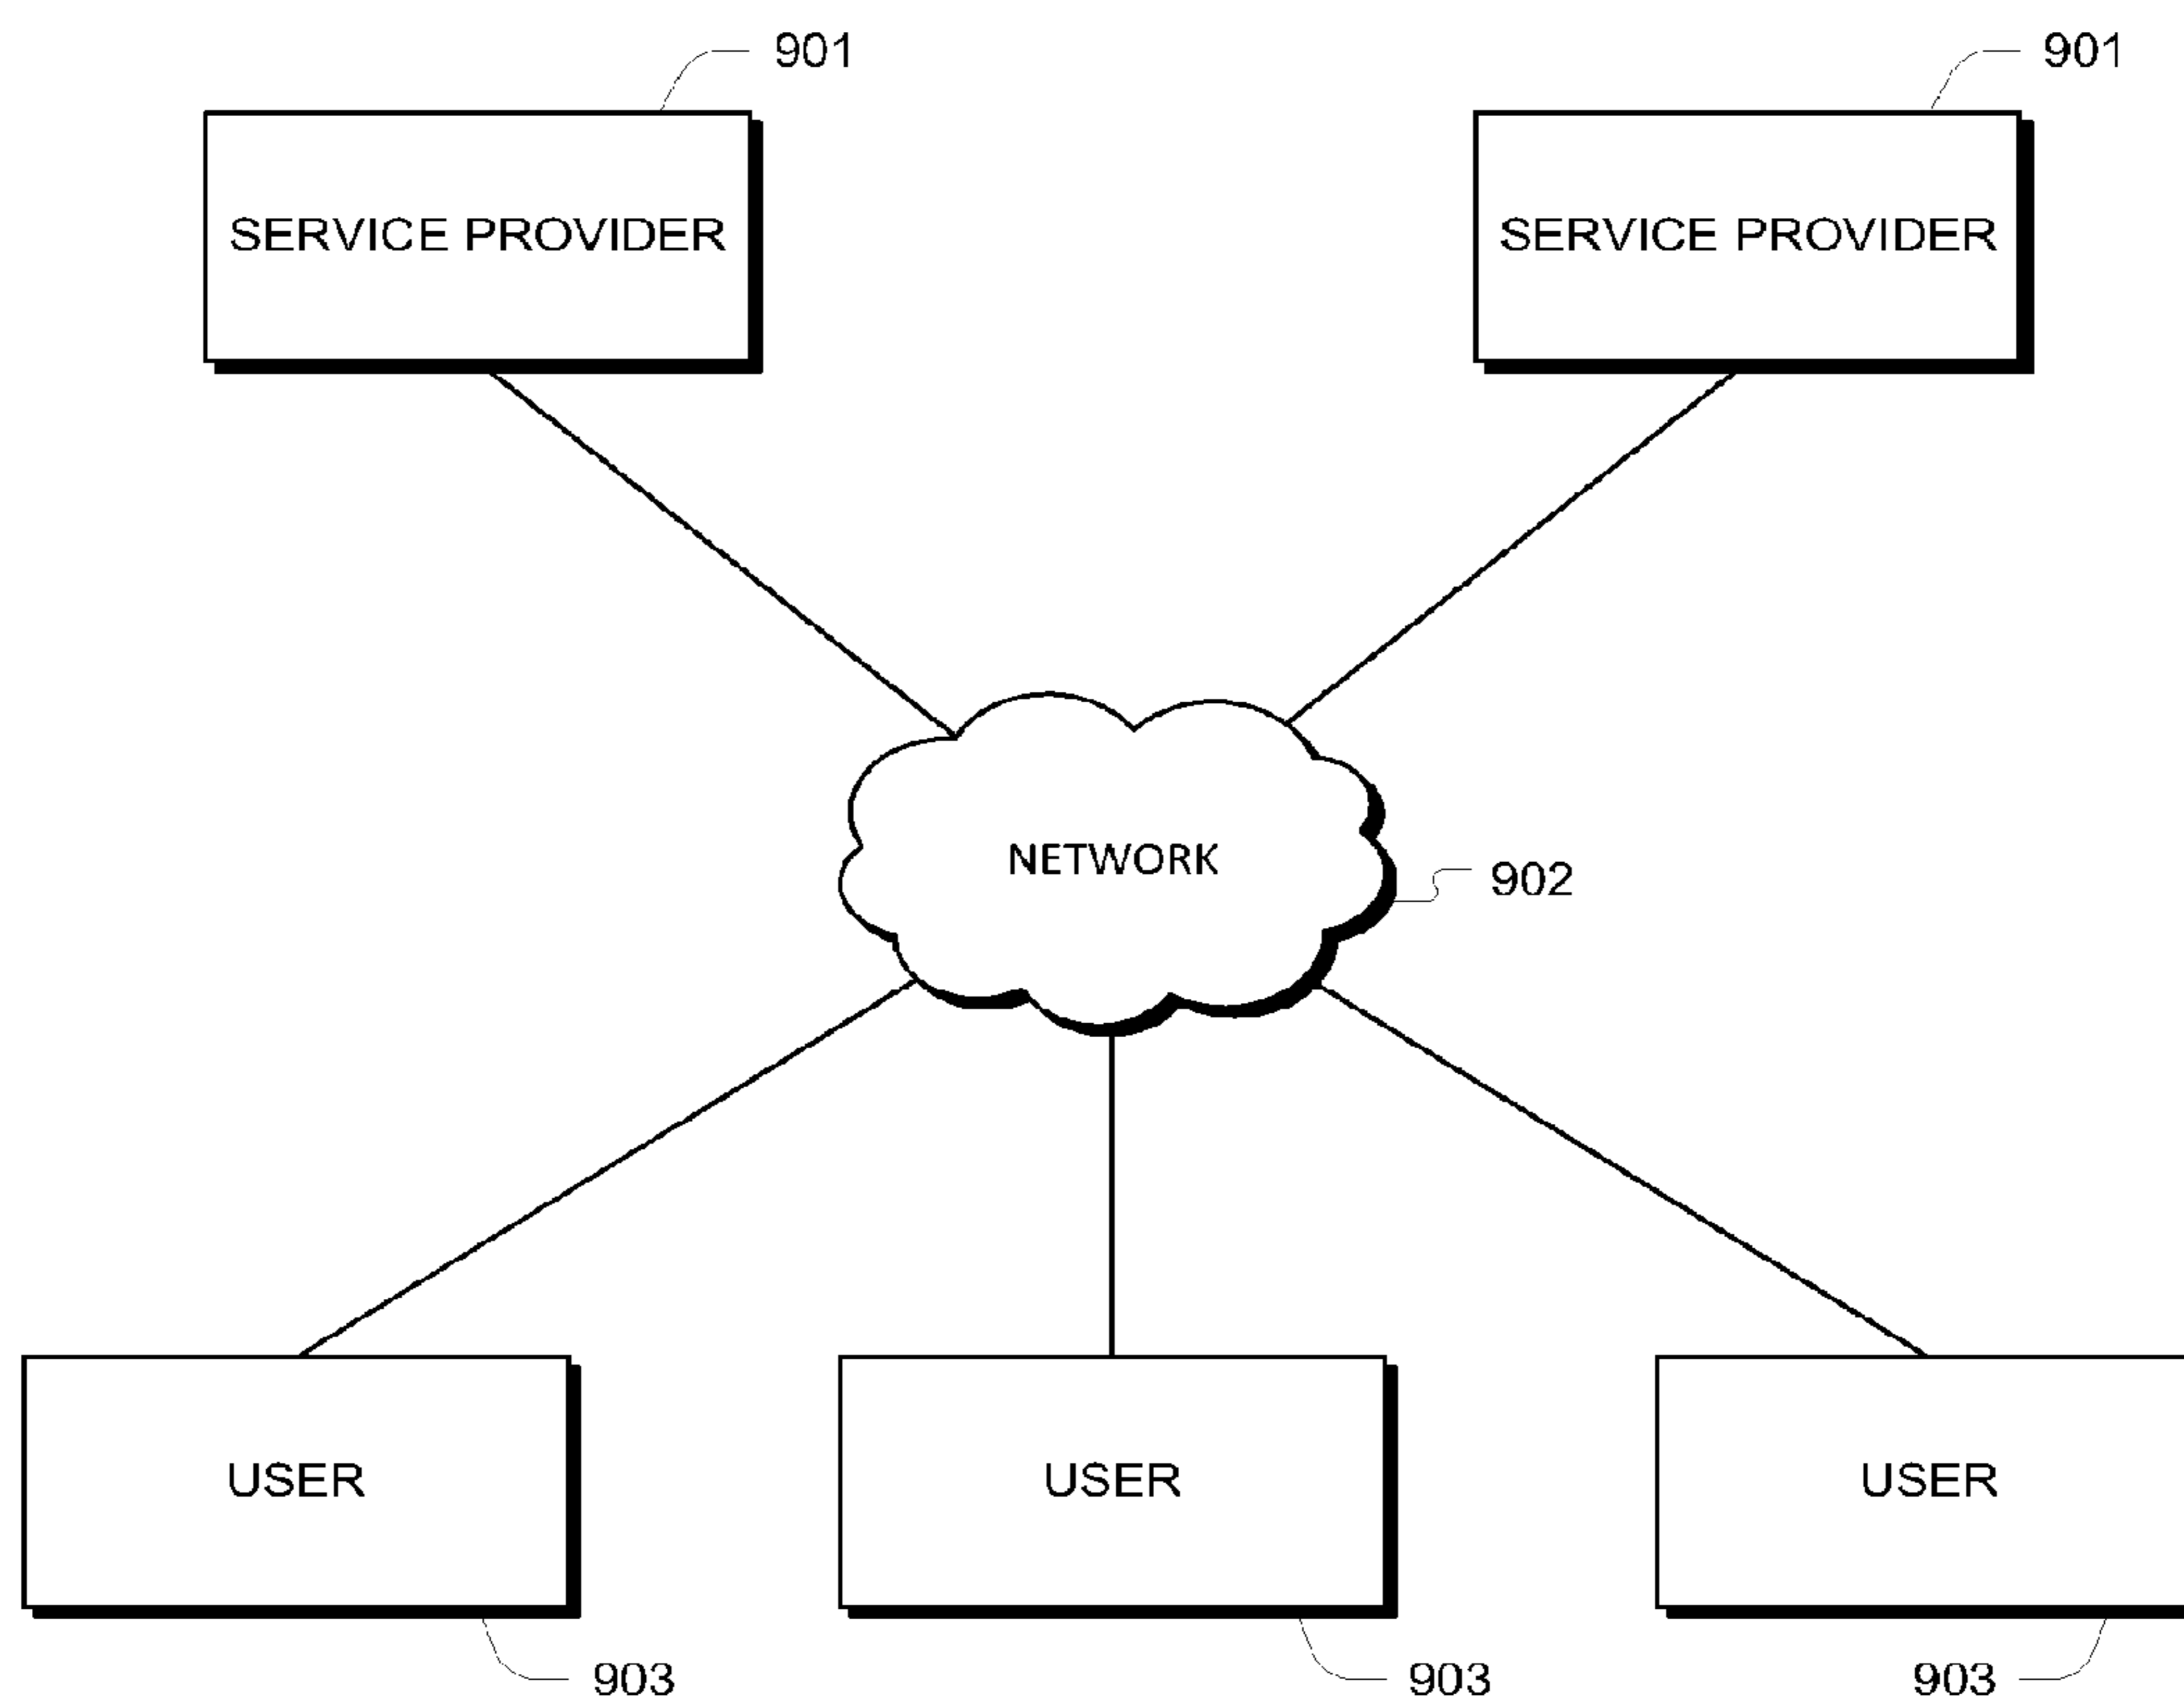 901
901
SERVICE PROVIDER
SERVICE PROVIDER
NETWORK
902
USER
USER
USER
903
903
903